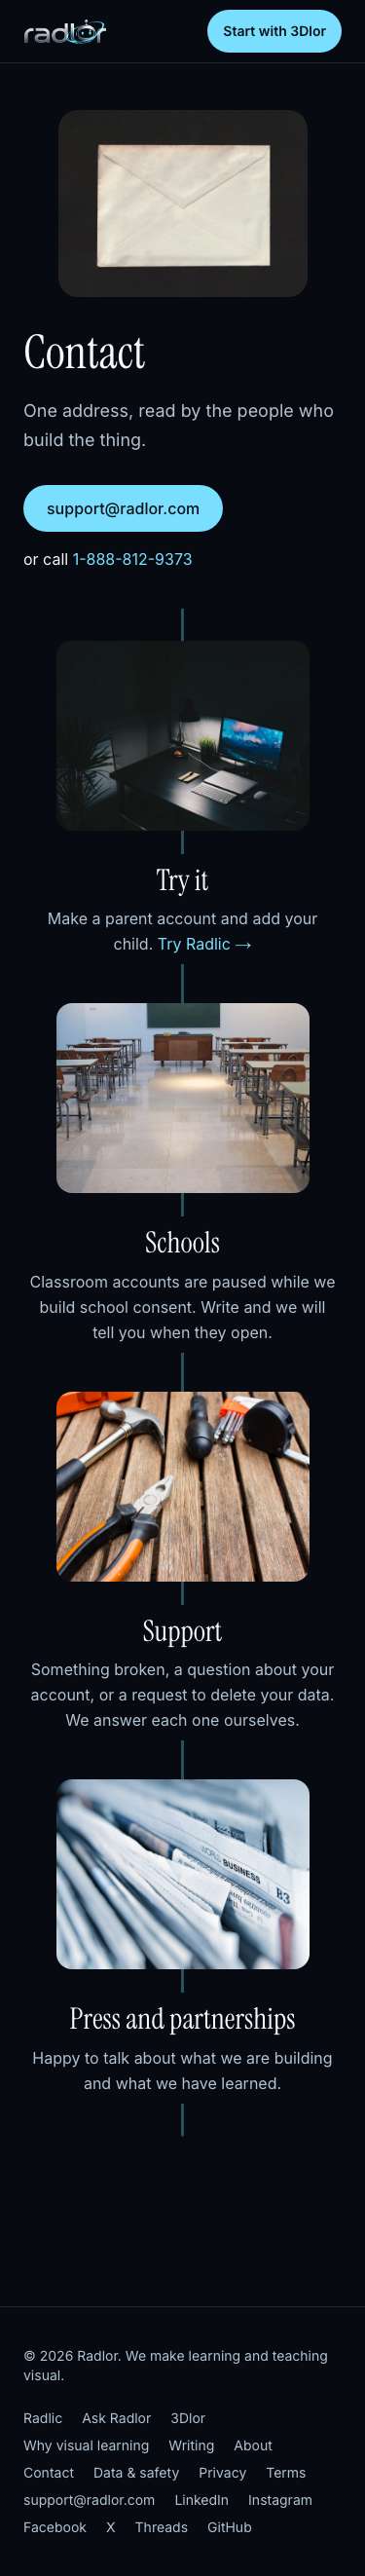 radlor
Start with 3Dlor
Contact
One address, read by the people who
build the thing.
support@radlor.com
or call 1-888-812-9373
Try it
Make a parent account and add your
child. Try Radlic →
Schools
Classroom accounts are paused while we
build school consent. Write and we will
tell you when they open.
Support
Something broken, a question about your
account, or a request to delete your data.
We answer each one ourselves.
BUSINESS
B3
Press and partnerships
Happy to talk about what we are building
and what we have learned.
© 2026 Radlor. We make learning and teaching
visual.
Radlic Ask Radlor 3Dlor
Why visual learning Writing About
Contact Data & safety Privacy Terms
support@radlor.com LinkedIn Instagram
Facebook X Threads GitHub